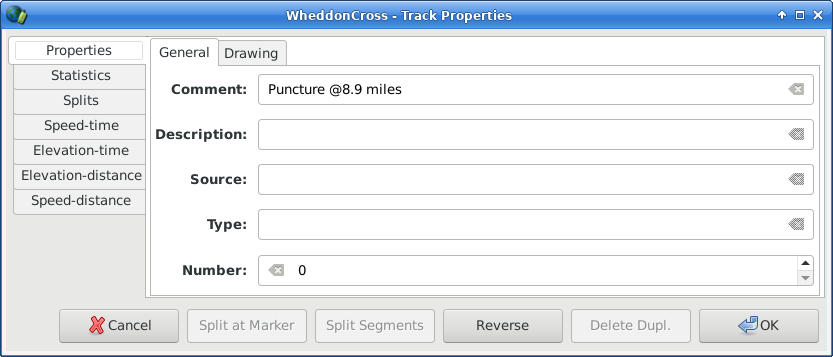 WheddonCross - Track Properties
Properties
Statistics
Splits
Speed-time
Elevation-time
Elevation-distance
Speed-distance
General Drawing
Comment: Puncture @8.9 miles
Description:
Source:
Type:
Number: 0
Cancel Split at Marker Split Segments Reverse Delete Dupl. OK